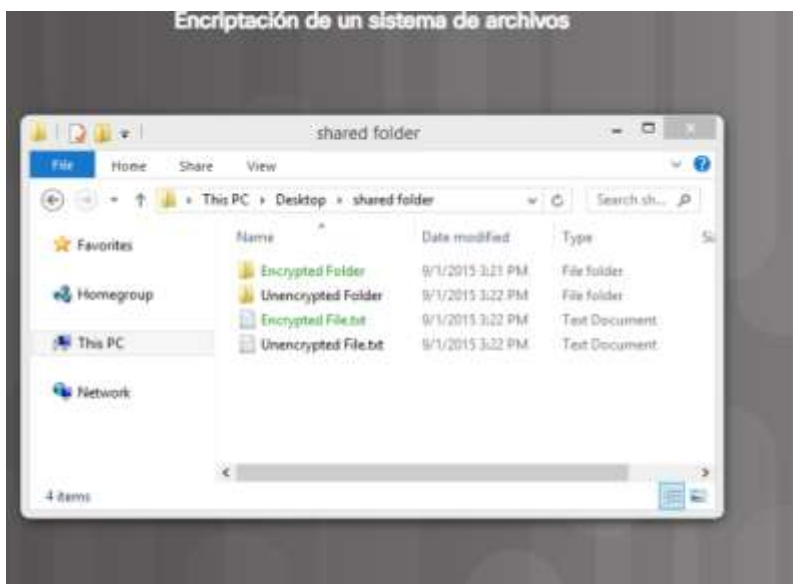 Encriptación de un sistema de archivos
shared folder
File Home Share View
This PC Desktop shared folder Search sh...
Name Date modified Type
Favorites
Encrypted Folder 9/1/2015 3:21 PM File folder
Homegroup
Unencrypted Folder 9/1/2015 3:22 PM File folder
Encrypted File.txt 9/1/2015 3:22 PM Text Document
This PC
Unencrypted File.txt 9/1/2015 3:22 PM Text Document
Network
4 items